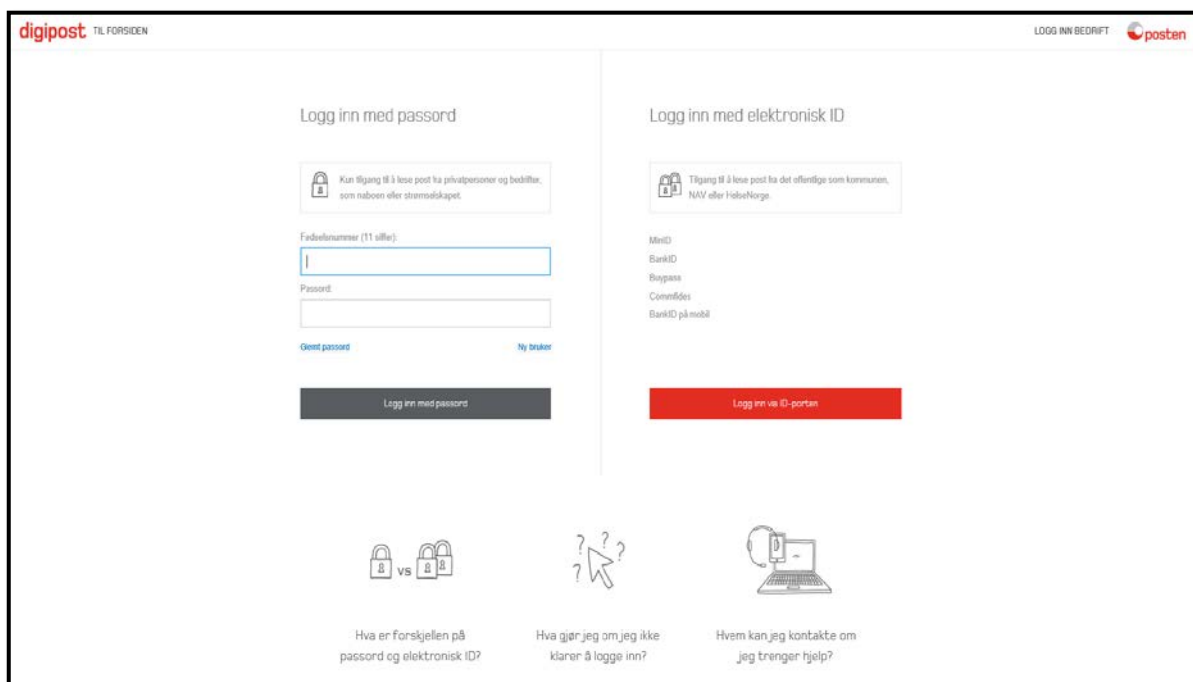 digipost TIL FORSIDEN
LOGG INN BEDRIFT posten
Logg inn med passord
Kun tilgang til å lese post fra privatpersoner og bedrifter,
som naboen eller strømselskapet.
Fødselsnummer (11 siffer):
Passord:
Glemt passord Ny bruker
Logg inn med passord
Logg inn med elektronisk ID
Tilgang til å lese post fra det offentlige som kommunen,
NAV eller HelseNorge.
MinID
BankID
Buypass
Commfides
BankID på mobil
Logg inn via ID-porten
vs
Hva er forskjellen på
passord og elektronisk ID?
? ? ? ?
Hva gjør jeg om jeg ikke
klarer å logge inn?
Hvem kan jeg kontakte om
jeg trenger hjelp?